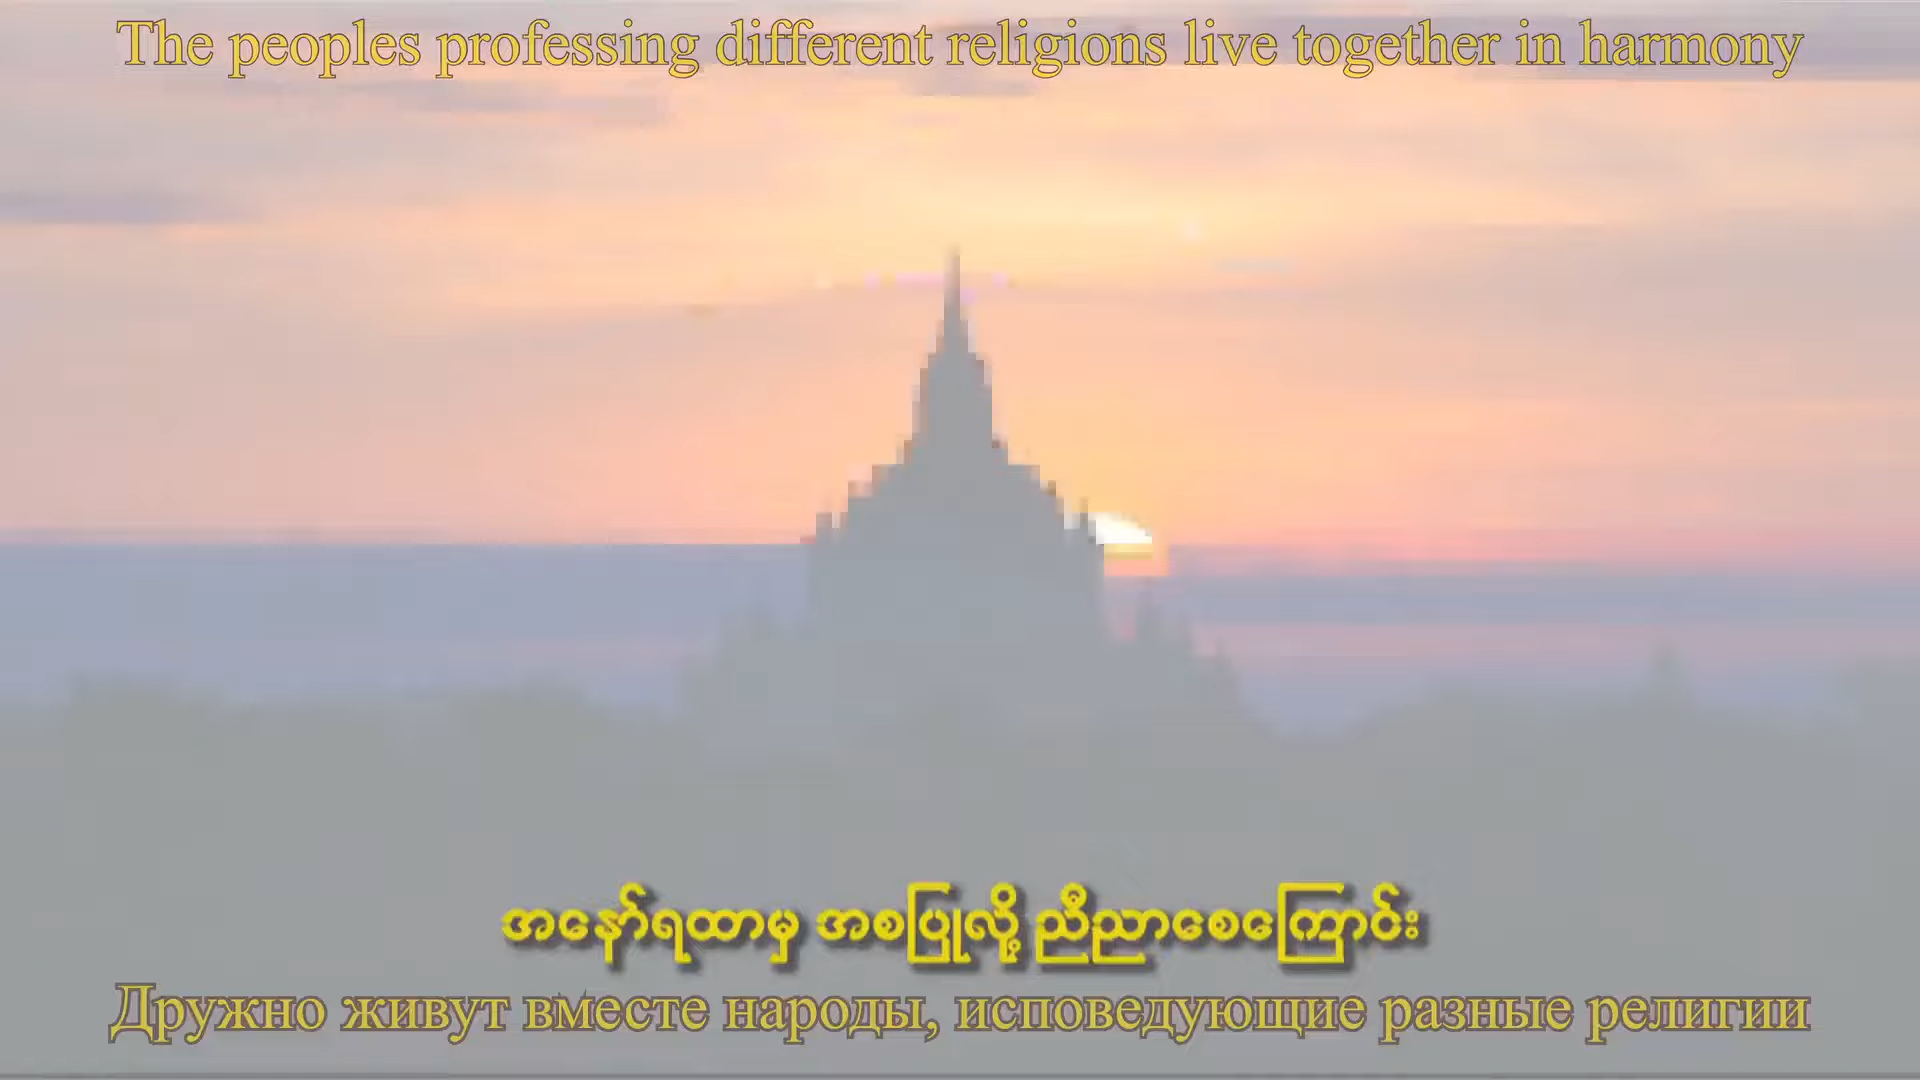 The peoples professing different religions live together in harmony
အနော်ရထာမှ အစပြုလို့ ညီညာစေကြောင်း
Дружно живут вместе народы, исповедующие разные религии